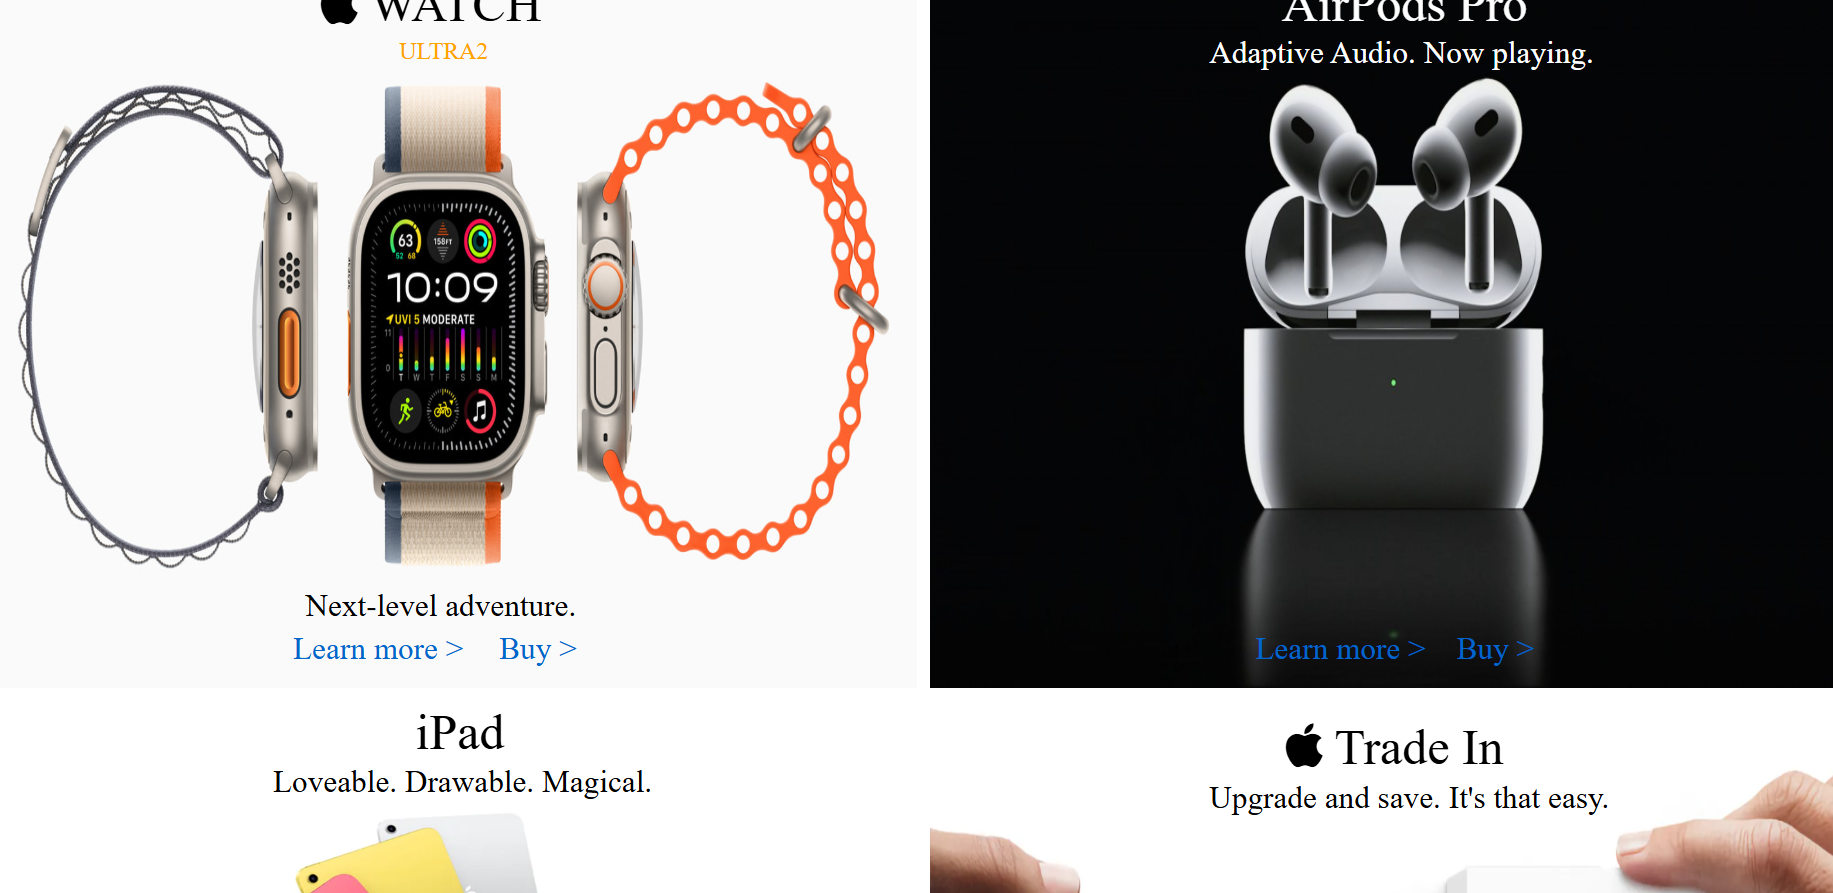 WATCH
ULTRA2
63
52 68
158FT
10:09
UVI 5 MODERATE
11
0
T W T F S S M
Next-level adventure.
Learn more > Buy >
AirPods Pro
Adaptive Audio. Now playing.
Learn more > Buy >
iPad
Loveable. Drawable. Magical.
Trade In
Upgrade and save. It's that easy.